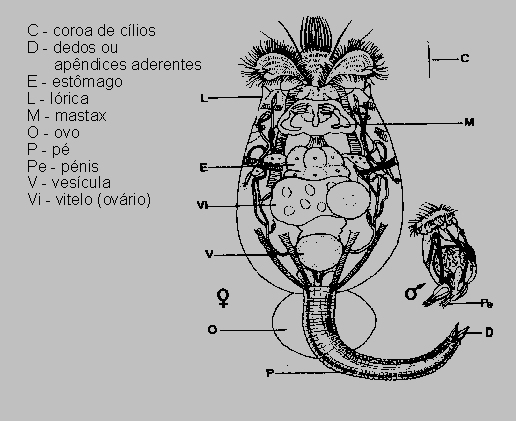 C - coroa de cílios
D - dedos ou
apéndices aderentes
E - estômago
L - lórica
M - mastax
O - ovo
P - pé
Pe - pénis
V - vesícula
Vi - vitelo (ovário)
C
L
M
E
Vi
V
♀
♂
Pe
O
D
P